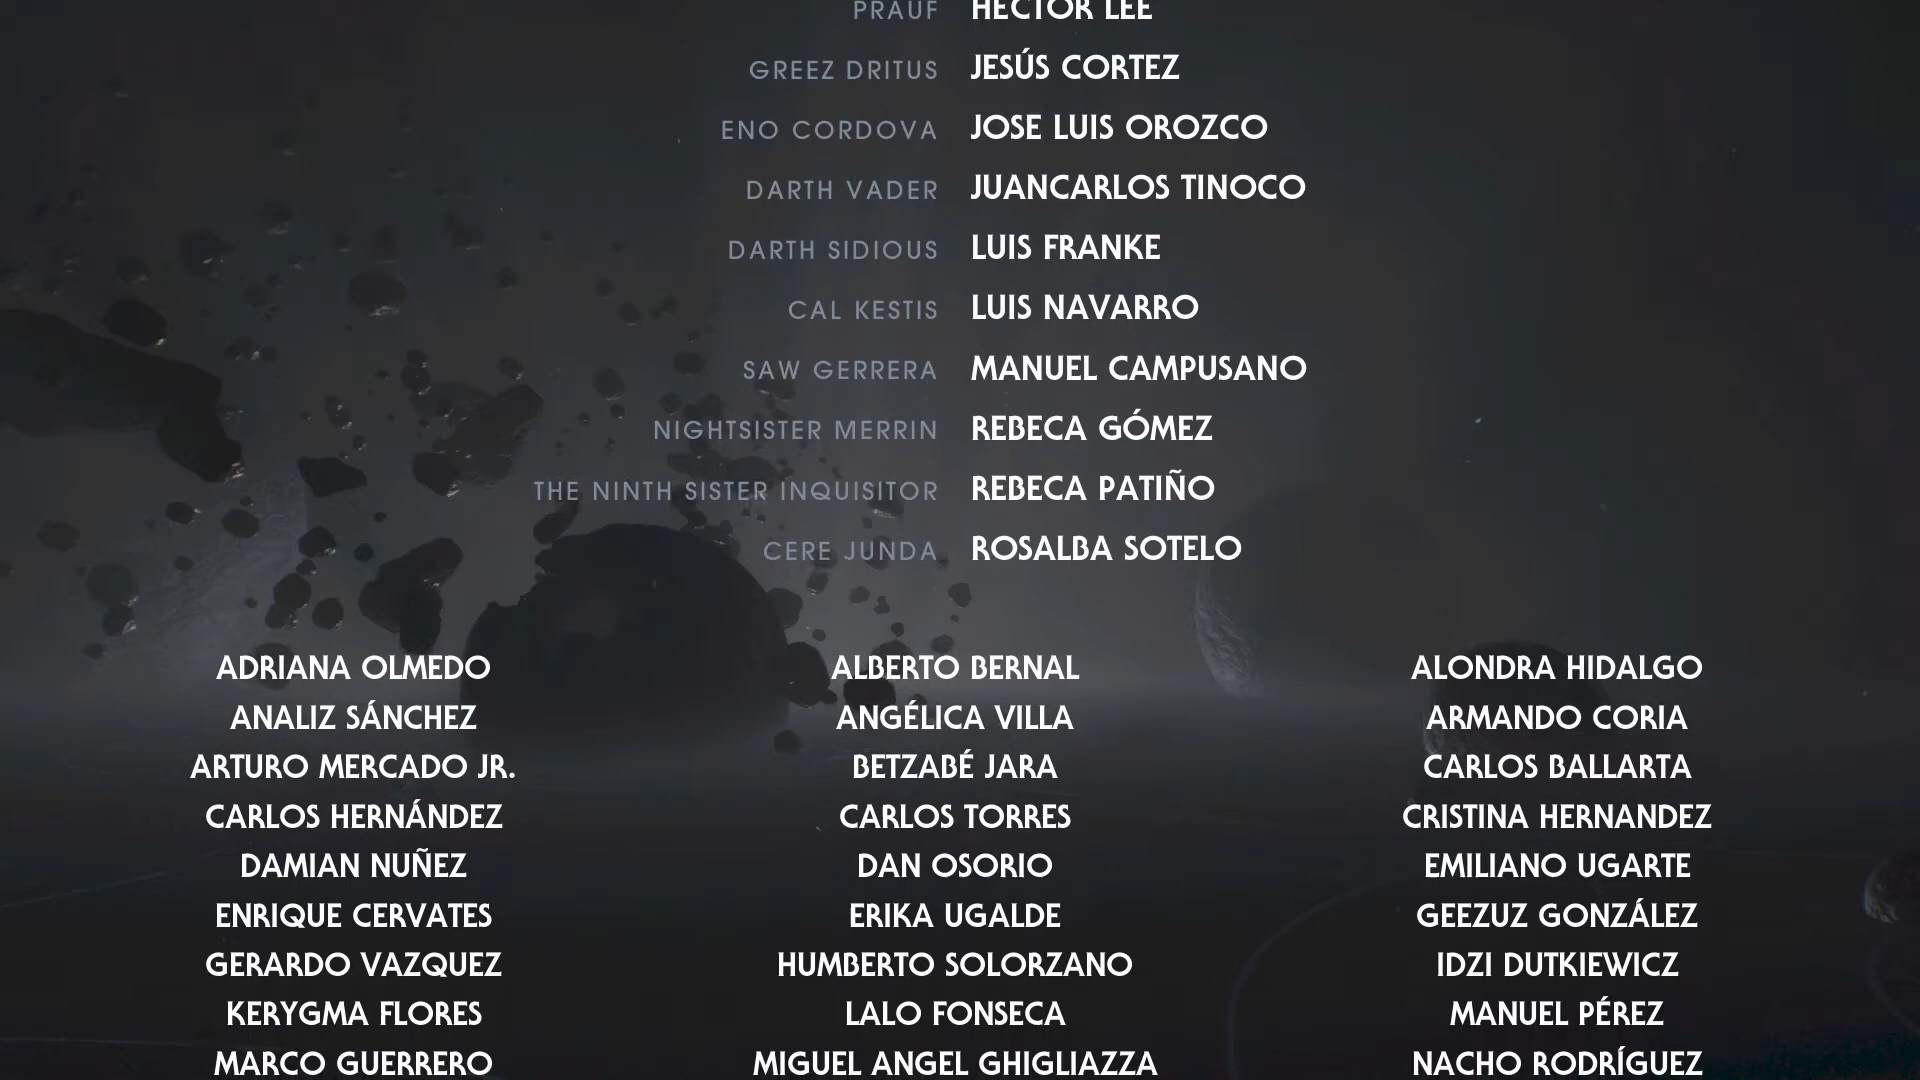 PRAUF HECTOR LEE
GREEZ DRITUS JESÚS CORTEZ
ENO CORDOVA JOSE LUIS OROZCO
DARTH VADER JUANCARLOS TINOCO
DARTH SIDIOUS LUIS FRANKE
CAL KESTIS LUIS NAVARRO
SAW GERRERA MANUEL CAMPUSANO
NIGHTSISTER MERRIN REBECA GÓMEZ
THE NINTH SISTER INQUISITOR REBECA PATIÑO
CERE JUNDA ROSALBA SOTELO
ADRIANA OLMEDO ALBERTO BERNAL ALONDRA HIDALGO
ANALIZ SÁNCHEZ ANGÉLICA VILLA ARMANDO CORIA
ARTURO MERCADO JR. BETZABÉ JARA CARLOS BALLARTA
CARLOS HERNÁNDEZ CARLOS TORRES CRISTINA HERNANDEZ
DAMIAN NUÑEZ DAN OSORIO EMILIANO UGARTE
ENRIQUE CERVATES ERIKA UGALDE GEEZUZ GONZÁLEZ
GERARDO VAZQUEZ HUMBERTO SOLORZANO IDZI DUTKIEWICZ
KERYGMA FLORES LALO FONSECA MANUEL PÉREZ
MARCO GUERRERO MIGUEL ANGEL GHIGLIAZZA NACHO RODRÍGUEZ